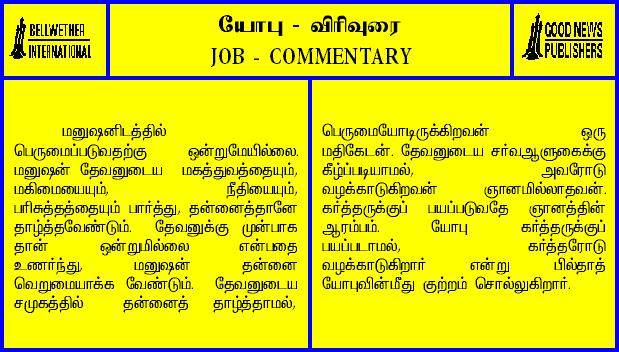 BELLWETHER
INTERNATIONAL
யோபு - விரிவுரை
JOB - COMMENTARY
GOOD NEWS
PUBLISHERS
மனுஷனிடத்தில்
பெருமைப்படுவதற்கு ஒன்றுமேயில்லை.
மனுஷன் தேவனுடைய மகத்துவத்தையும்,
மகிமையையும், நீதியையும்,
பரிசுத்தத்தையும் பார்த்து, தன்னைத்தானே
தாழ்த்தவேண்டும். தேவனுக்கு முன்பாக
தான் ஒன்றுமில்லை என்பதை
உணர்ந்து, மனுஷன் தன்னை
வெறுமையாக்க வேண்டும். தேவனுடைய
சமுகத்தில் தன்னைத் தாழ்த்தாமல்,
பெருமையோடிருக்கிறவன் ஒரு
மதிகேடன். தேவனுடைய சர்வஆளுகைக்கு
கீழ்ப்படியாமல், அவரோடு
வழக்காடுகிறவன் ஞானமில்லாதவன்.
கர்த்தருக்குப் பயப்படுவதே ஞானத்தின்
ஆரம்பம். யோபு கர்த்தருக்குப்
பயப்படாமல், கர்த்தரோடு
வழக்காடுகிறார் என்று பில்தாத்
யோபுவின்மீது குற்றம் சொல்லுகிறார்.